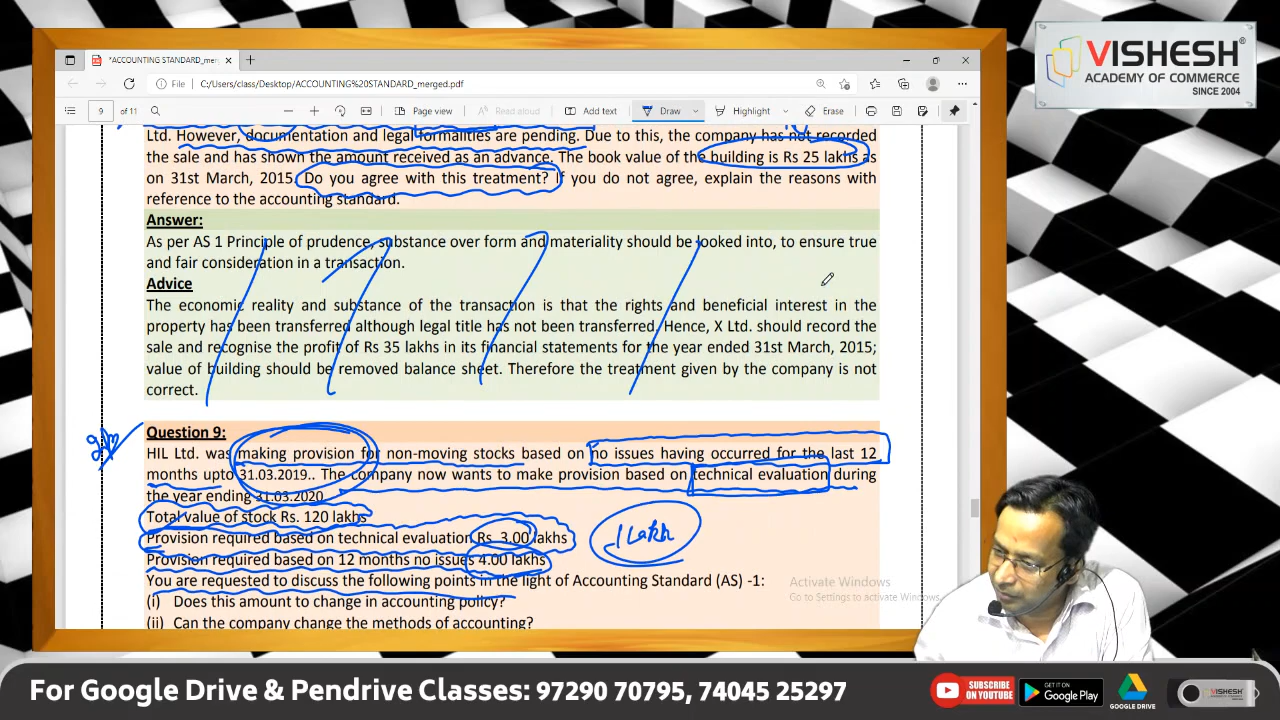 VISHESH®
ACADEMY OF COMMERCE
SINCE 2004
*ACCOUNTING STANDARD_mer
File C:/Users/class/Desktop/ACCOUNTING%20STANDARD_merged.pdf
9 of 11 Page view Read aloud Add text Draw Highlight Erase
Ltd. However, documentation and legal formalities are pending. Due to this, the company has not recorded
the sale and has shown the amount received as an advance. The book value of the building is Rs 25 lakhs as
on 31st March, 2015. Do you agree with this treatment? If you do not agree, explain the reasons with
reference to the accounting standard.
Answer:
As per AS 1 Principle of prudence, substance over form and materiality should be looked into, to ensure true
and fair consideration in a transaction.
Advice
The economic reality and substance of the transaction is that the rights and beneficial interest in the
property has been transferred although legal title has not been transferred. Hence, X Ltd. should record the
sale and recognise the profit of Rs 35 lakhs in its financial statements for the year ended 31st March, 2015;
value of building should be removed balance sheet. Therefore the treatment given by the company is not
correct.
Question 9:
HIL Ltd. was making provision for non-moving stocks based on no issues having occurred for the last 12
months upto 31.03.2019.. The company now wants to make provision based on technical evaluation during
the year ending 31.03.2020.
Total value of stock Rs. 120 lakhs
Provision required based on technical evaluation Rs. 3.00 lakhs
1 lakh
Provision required based on 12 months no issues 4.00 lakhs
You are requested to discuss the following points in the light of Accounting Standard (AS) -1:
(i) Does this amount to change in accounting policy?
(ii) Can the company change the methods of accounting?
Activate Windows
Go to Settings to activate Windows.
For Google Drive & Pendrive Classes: 97290 70795, 74045 25297
SUBSCRIBE
ON YOUTUBE
GET IT ON
Google Play
GOOGLE DRIVE
VISHESH